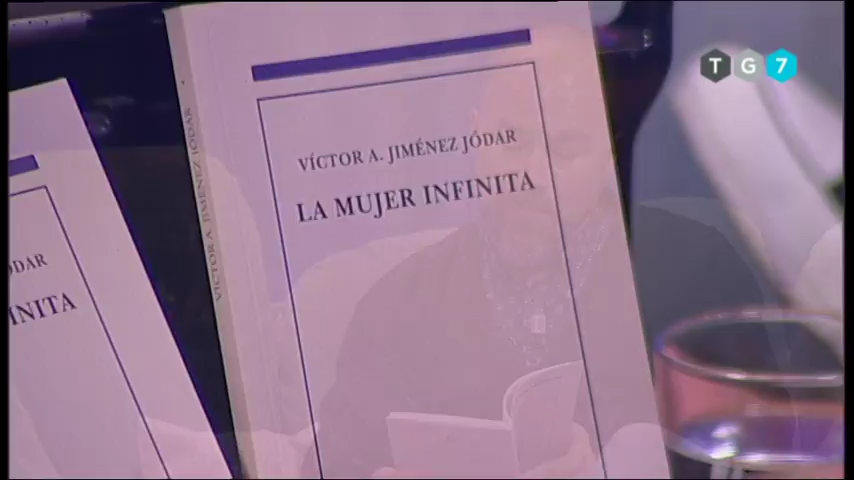 TG7
VÍCTOR A. JIMÉNEZ JÓDAR
LA MUJER INFINITA
VÍCTOR A. JIMÉNEZ JÓDAR
ÓDAR
INITA